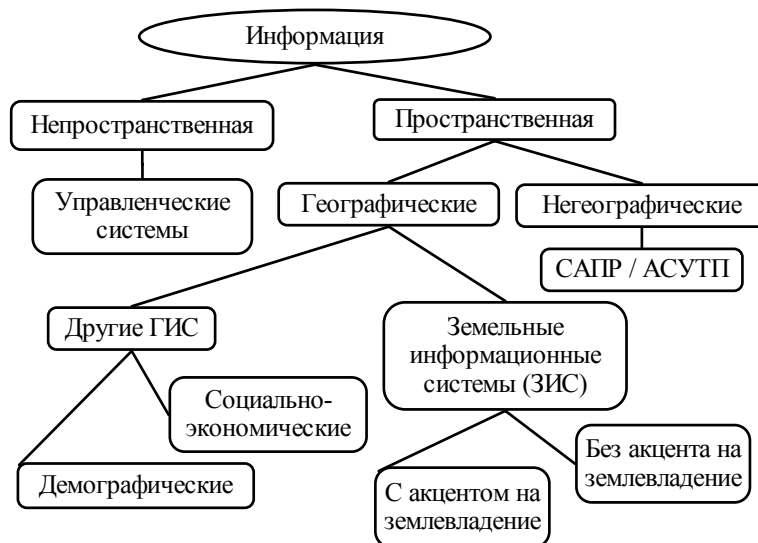 Информация
Непространственная
Пространственная
Управленческие
системы
Географические
Негеографические
САПР / АСУТП
Другие ГИС
Земельные
информационные
системы (ЗИС)
Социально-
экономические
Демографические
С акцентом на
землевладение
Без акцента на
землевладение